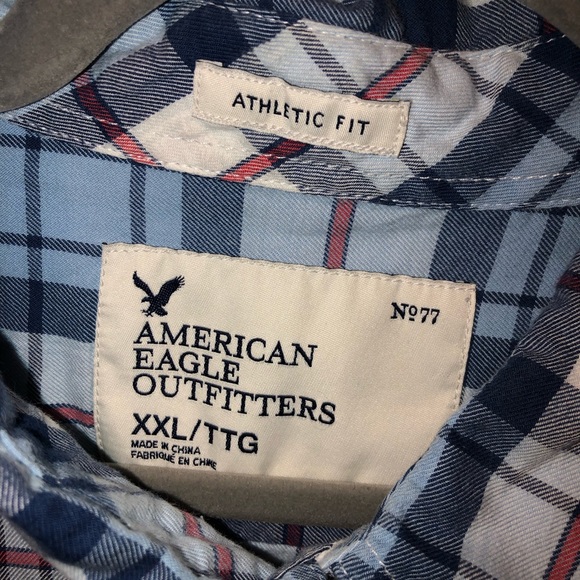 ATHLETIC FIT
Nº77
AMERICAN
EAGLE
OUTFITTERS
XXL/TTG
MADE IN CHINA
FABRIQUÉ EN CHINE